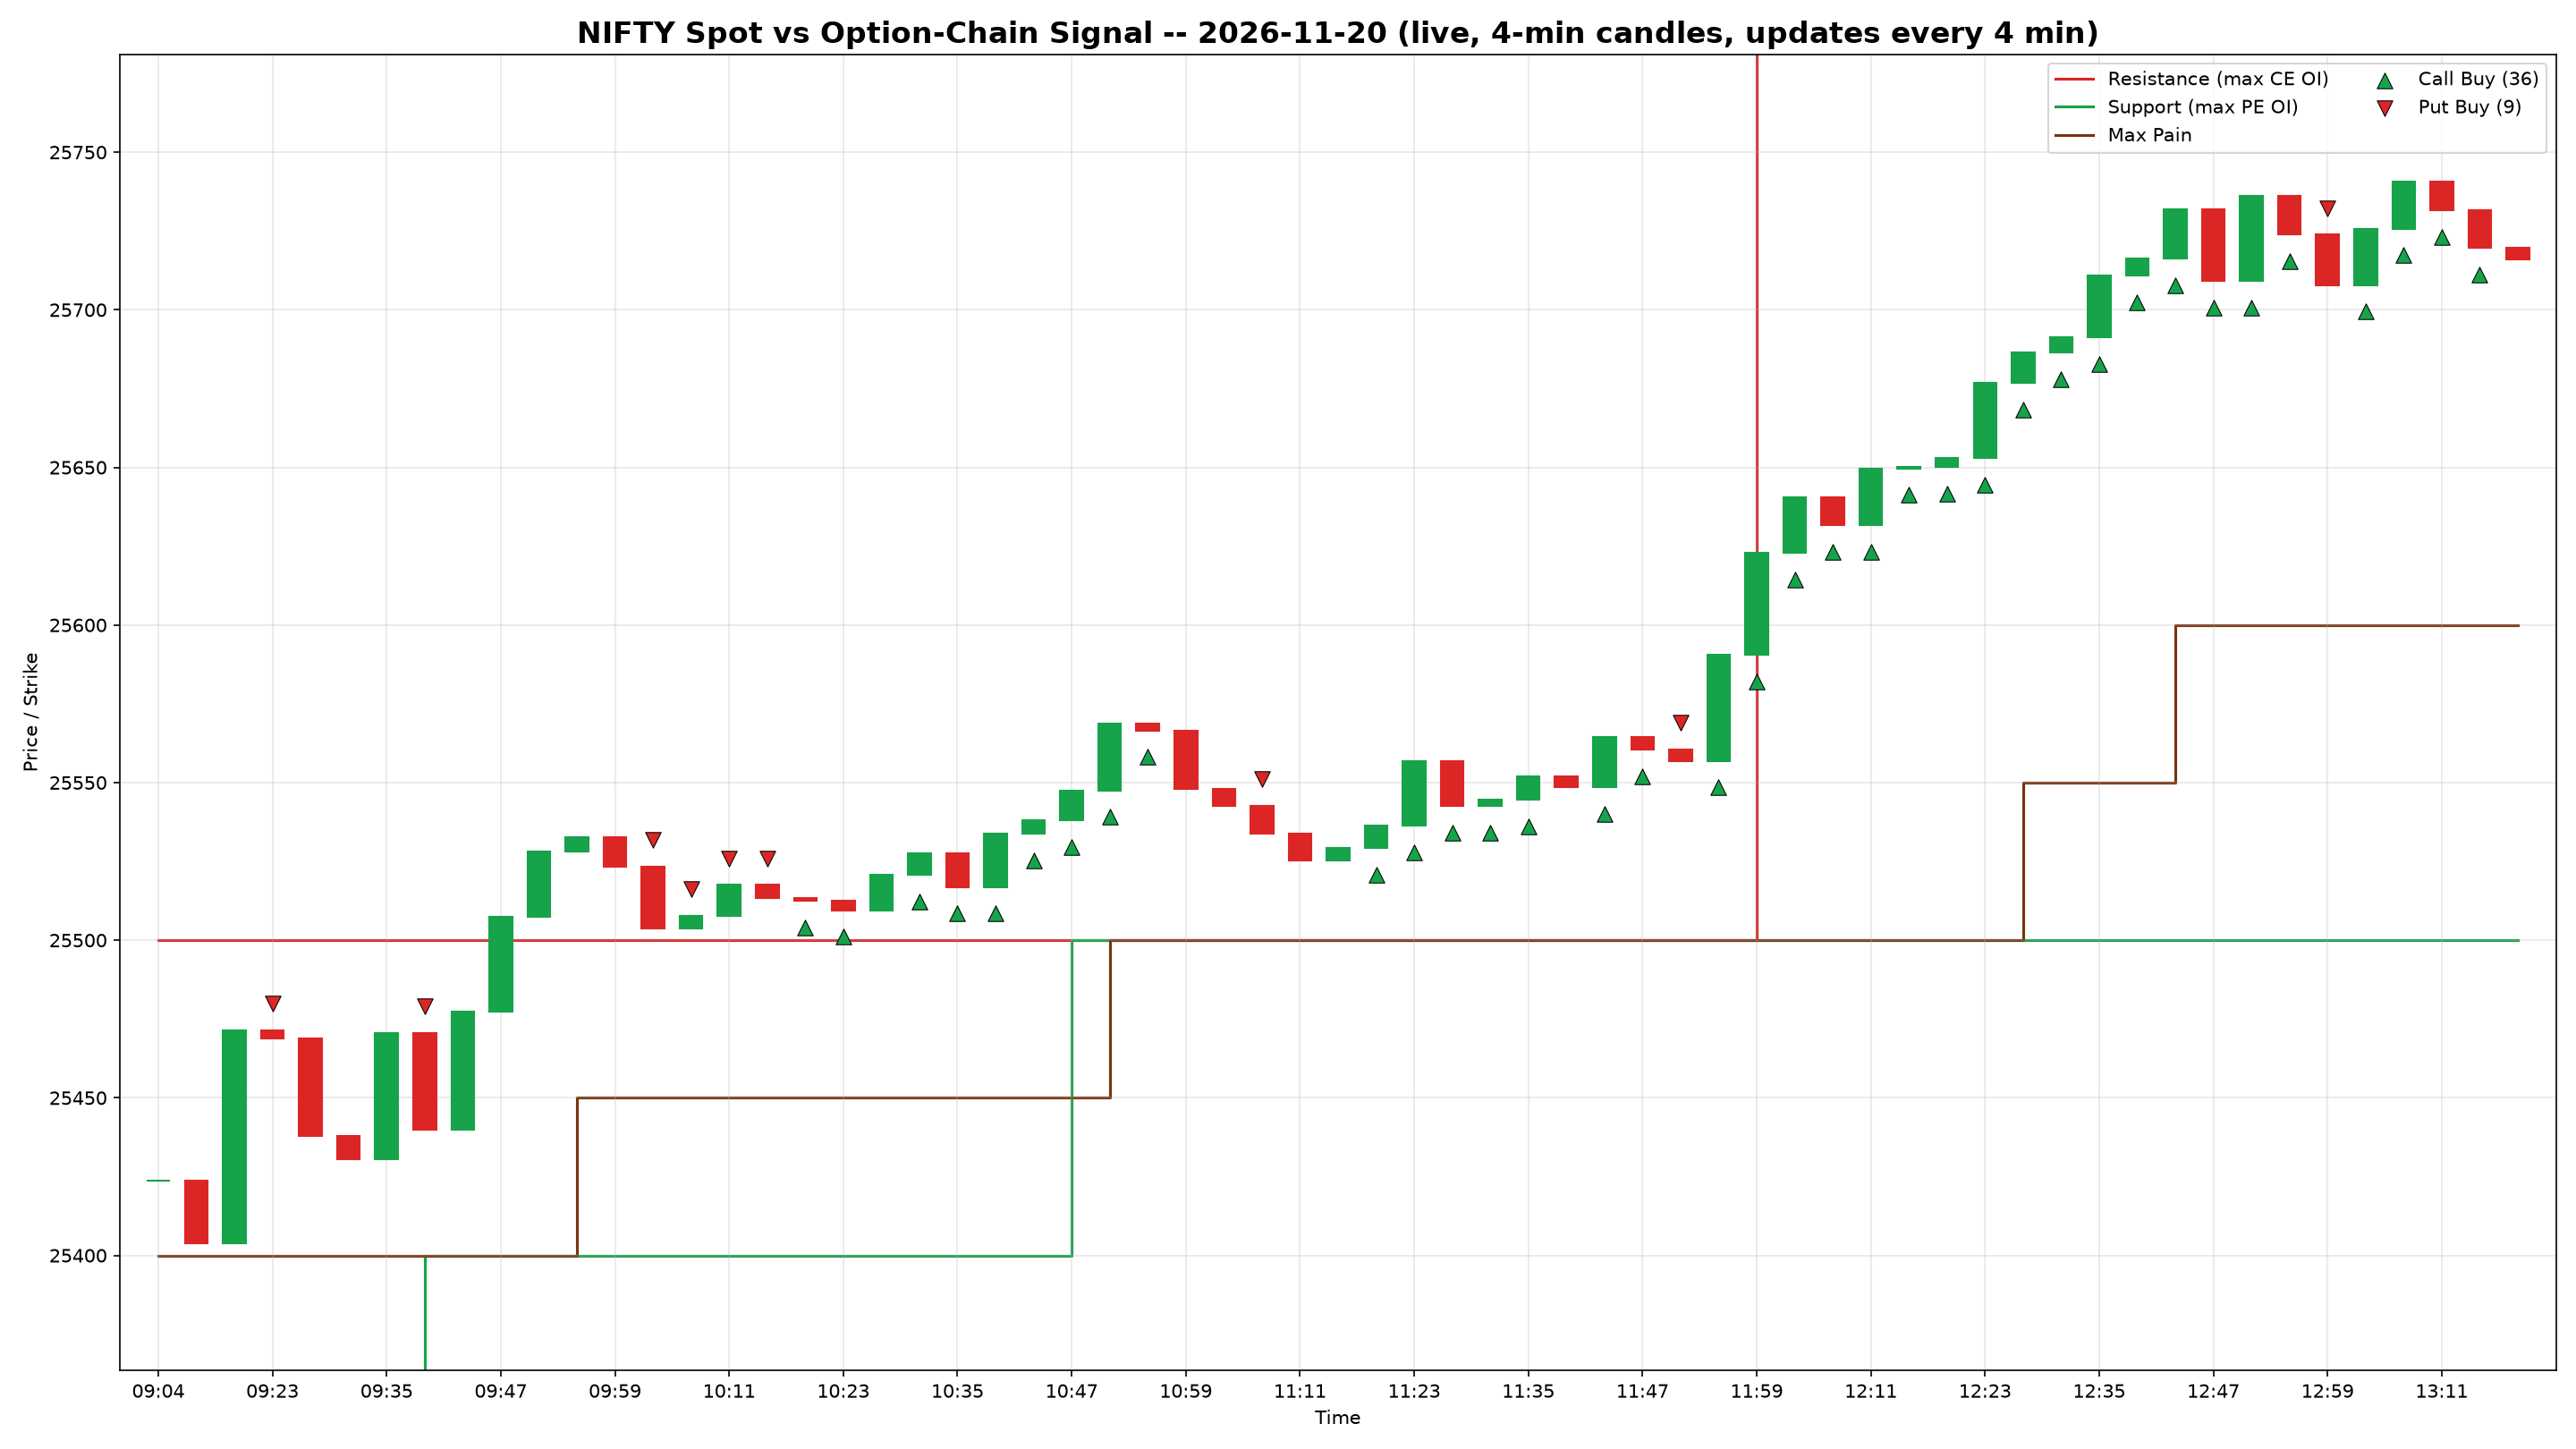 NIFTY Spot vs Option-Chain Signal -- 2026-11-20 (live, 4-min candles, updates every 4 min)
Resistance (max CE OI)
Support (max PE OI)
Max Pain
Call Buy (36)
Put Buy (9)
Price / Strike
25750
25700
25650
25600
25550
25500
25450
25400
09:04 09:23 09:35 09:47 09:59 10:11 10:23 10:35 10:47 10:59 11:11 11:23 11:35 11:47 11:59 12:11 12:23 12:35 12:47 12:59 13:11
Time